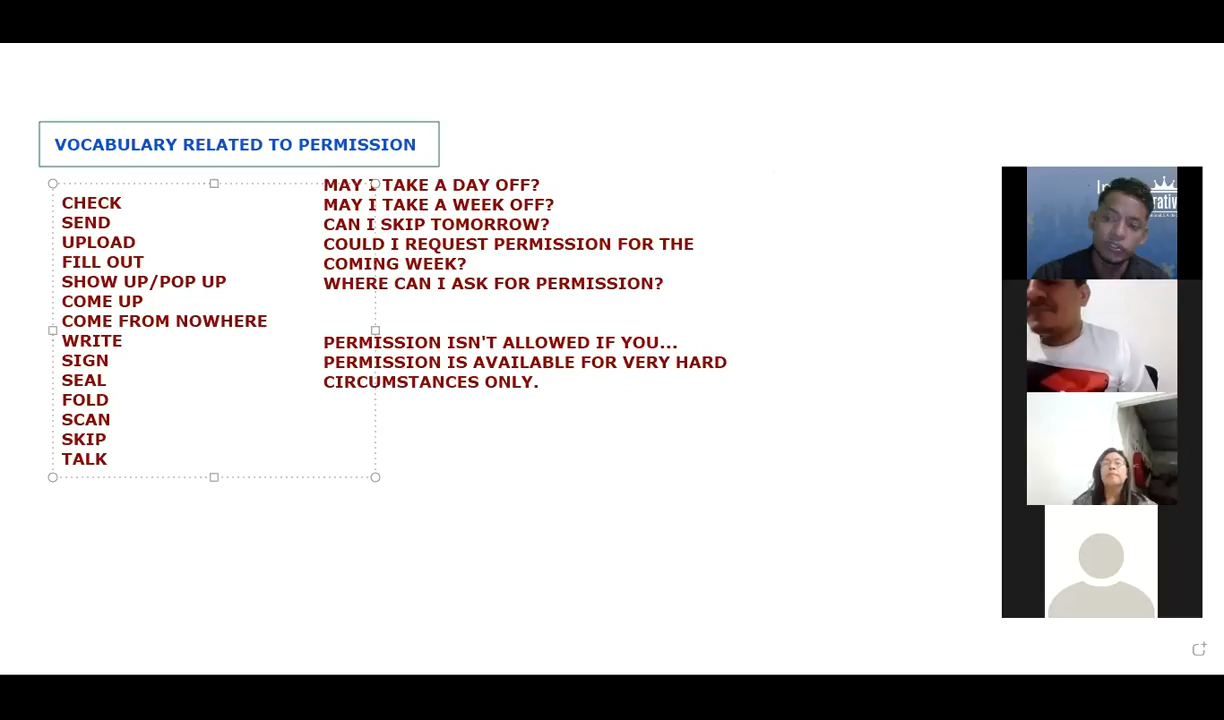 VOCABULARY RELATED TO PERMISSION
CHECK
SEND
UPLOAD
FILL OUT
SHOW UP/POP UP
COME UP
COME FROM NOWHERE
WRITE
SIGN
SEAL
FOLD
SCAN
SKIP
TALK
MAY I TAKE A DAY OFF?
MAY I TAKE A WEEK OFF?
CAN I SKIP TOMORROW?
COULD I REQUEST PERMISSION FOR THE
COMING WEEK?
WHERE CAN I ASK FOR PERMISSION?
PERMISSION ISN'T ALLOWED IF YOU...
PERMISSION IS AVAILABLE FOR VERY HARD
CIRCUMSTANCES ONLY.